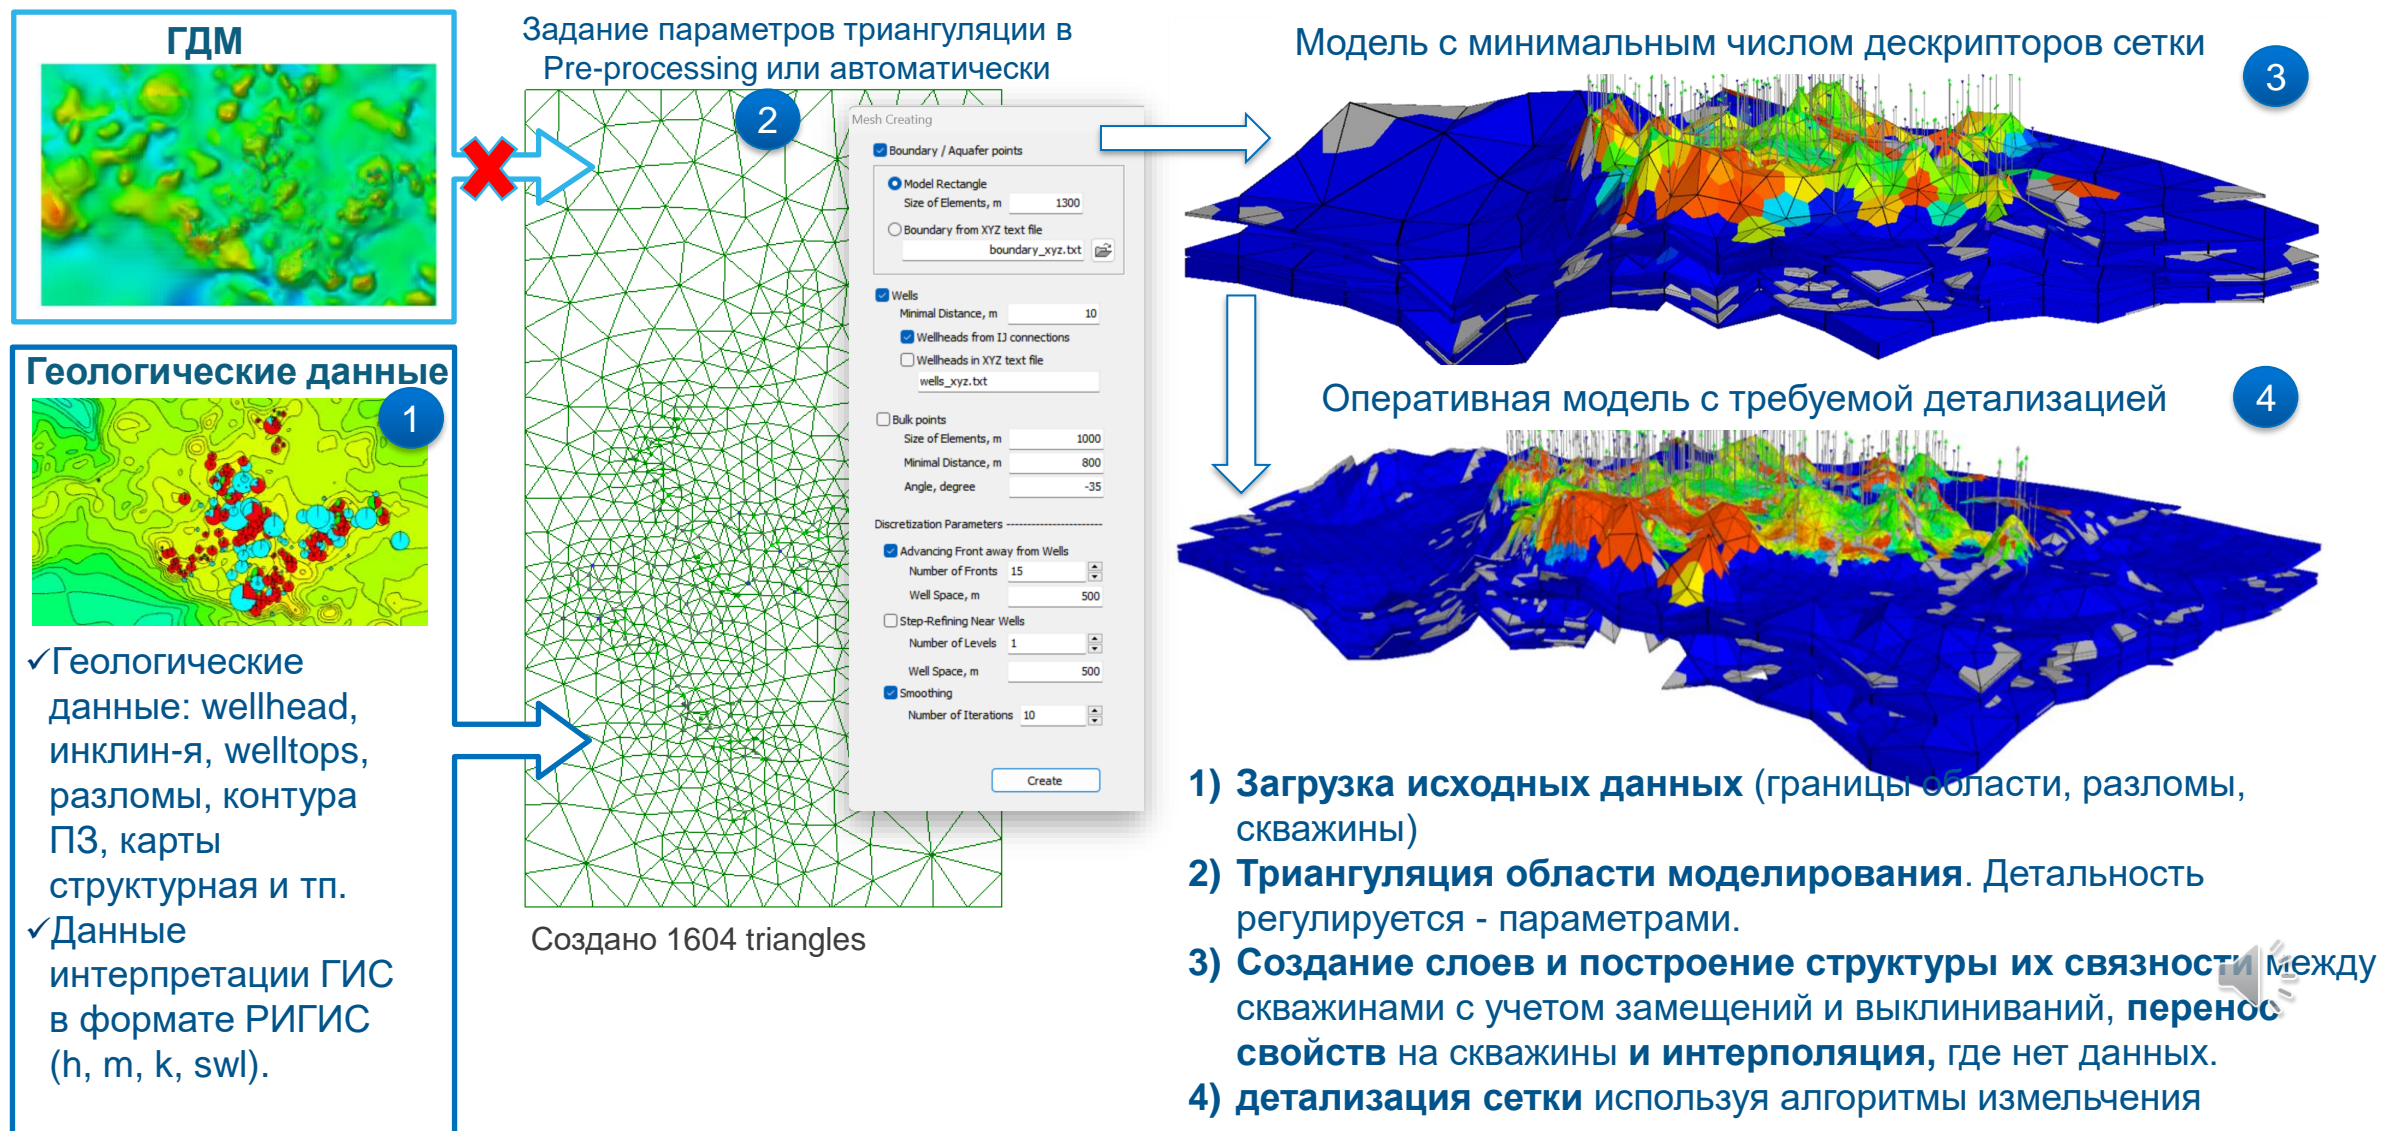 ГДМ
Геологические данные
1
✓Геологические
данные: wellhead,
инклин-я, welltops,
разломы, контура
ПЗ, карты
структурная и тп.
✓Данные
интерпретации ГИС
в формате РИГИС
(h, m, k, swl).
Задание параметров триангуляции в
Pre-processing или автоматически
2
Mesh Creating
Boundary / Aquafer points
Model Rectangle
Size of Elements, m 1300
Boundary from XYZ text file
boundary_xyz.txt
Wells
Minimal Distance, m 10
Wellheads from IJ connections
Wellheads in XYZ text file
wells_xyz.txt
Bulk points
Size of Elements, m 1000
Minimal Distance, m 800
Angle, degree -35
Discretization Parameters -----------------------
Advancing Front away from Wells
Number of Fronts 15
Well Space, m 500
Step-Refining Near Wells
Number of Levels 1
Well Space, m 500
Smoothing
Number of Iterations 10
Create
Создано 1604 triangles
Модель с минимальным числом дескрипторов сетки
3
Оперативная модель с требуемой детализацией
4
1) Загрузка исходных данных (границы области, разломы,
скважины)
2) Триангуляция области моделирования. Детальность
регулируется - параметрами.
3) Создание слоев и построение структуры их связности между
скважинами с учетом замещений и выклиниваний, перенос
свойств на скважины и интерполяция, где нет данных.
4) детализация сетки используя алгоритмы измельчения